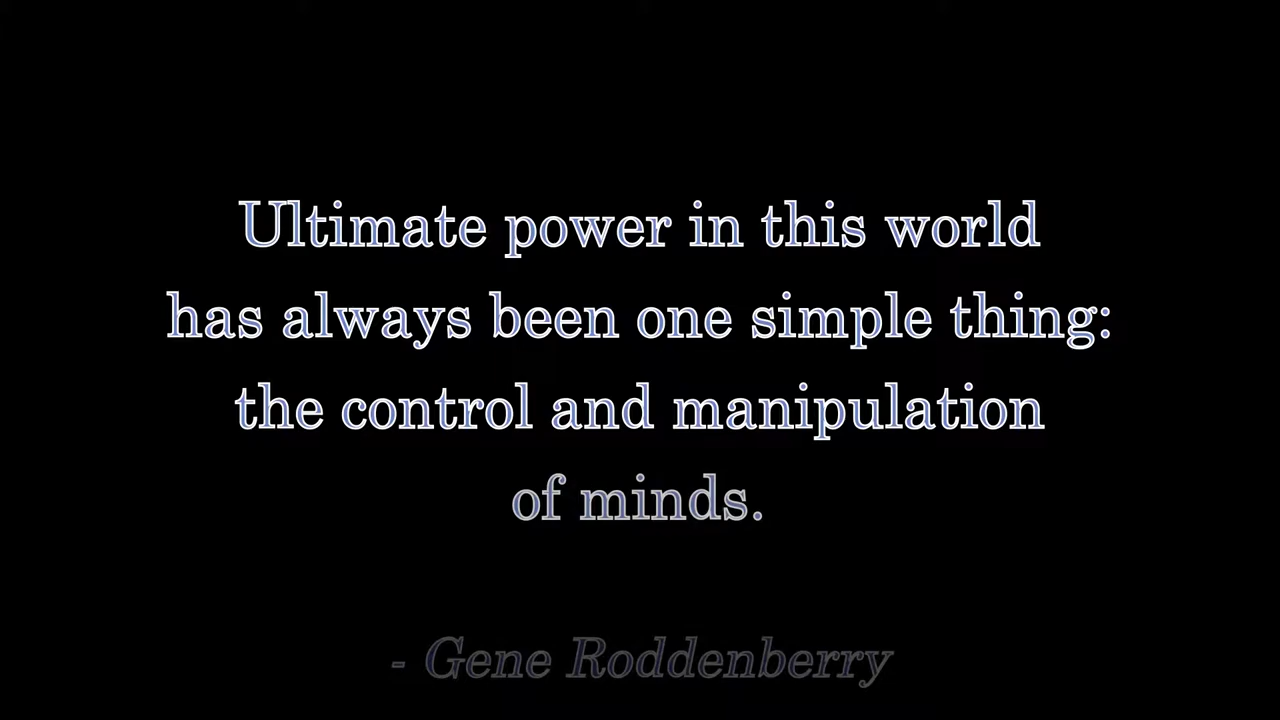 Ultimate power in this world
has always been one simple thing:
the control and manipulation
of minds.
- Gene Roddenberry